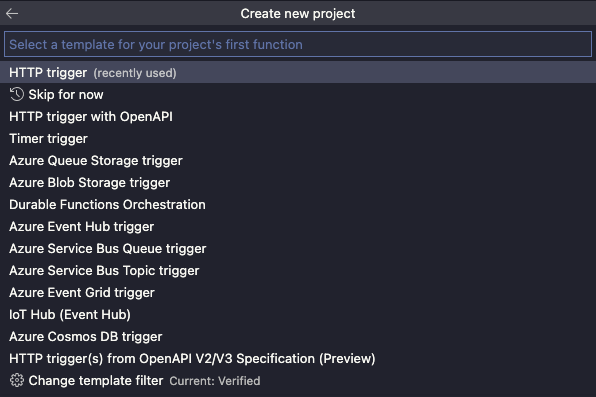 Create new project
Select a template for your project's first function
HTTP trigger (recently used)
Skip for now
HTTP trigger with OpenAPI
Timer trigger
Azure Queue Storage trigger
Azure Blob Storage trigger
Durable Functions Orchestration
Azure Event Hub trigger
Azure Service Bus Queue trigger
Azure Service Bus Topic trigger
Azure Event Grid trigger
IoT Hub (Event Hub)
Azure Cosmos DB trigger
HTTP trigger(s) from OpenAPI V2/V3 Specification (Preview)
Change template filter Current: Verified